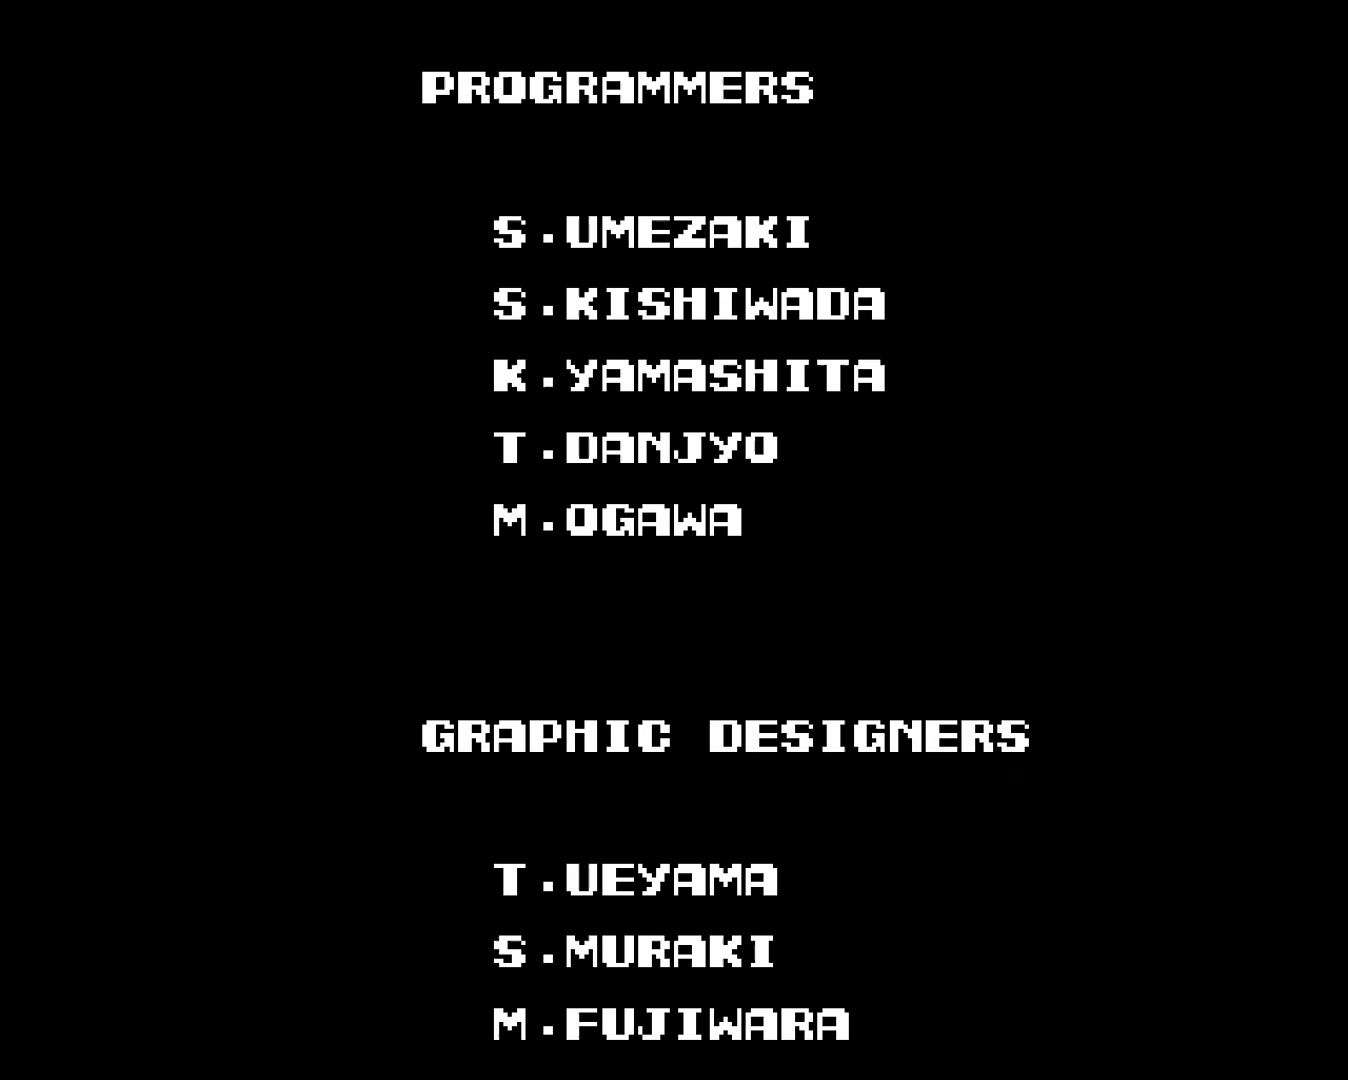 PROGRAMMERS
S.UMEZAKI
S.KISHIWADA
K.YAMASHITA
T.DANJYO
M.OGAWA
GRAPHIC DESIGNERS
T.UEYAMA
S.MURAKI
M.FUJIWARA